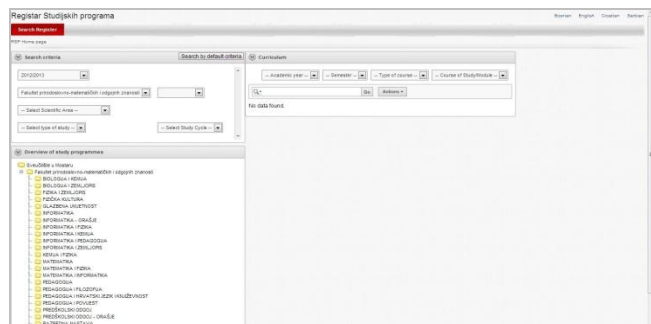 Registar Studijskih programa
Bosnian English Croatian Serbian
Search Register
RSP Home page
Search criteria
Search by default criteria
2012/2013
Fakultet prirodoslovno-matematičkih i odgojnih znanosti
-- Select Scientific Area --
-- Select type of study --
-- Select Study Cycle --
Overview of study programmes
Sveučilište u Mostaru
Fakultet prirodoslovno-matematičkih i odgojnih znanosti
BIOLOGIJA I KEMIJA
BIOLOGIJA I ZEMLJOPIS
FIZIKA I ZEMLJOPIS
FIZIČKA KULTURA
GLAZBENA UMJETNOST
INFORMATIKA
INFORMATIKA - ORAŠJE
INFORMATIKA I FIZIKA
INFORMATIKA I KEMIJA
INFORMATIKA I PEDAGOGIJA
INFORMATIKA I ZEMLJOPIS
KEMIJA I FIZIKA
MATEMATIKA
MATEMATIKA I FIZIKA
MATEMATIKA I INFORMATIKA
PEDAGOGIJA
PEDAGOGIJA I FILOZOFIJA
PEDAGOGIJA I HRVATSKI JEZIK I KNJIŽEVNOST
PEDAGOGIJA I POVIJEST
PREDŠKOLSKI ODGOJ
PREDŠKOLSKI ODGOJ - ORAŠJE
RAZREDNA NASTAVA
Curriculum
-- Academic year --
-- Semester --
-- Type of course --
-- Course of Study/Module --
Go
Actions
No data found.